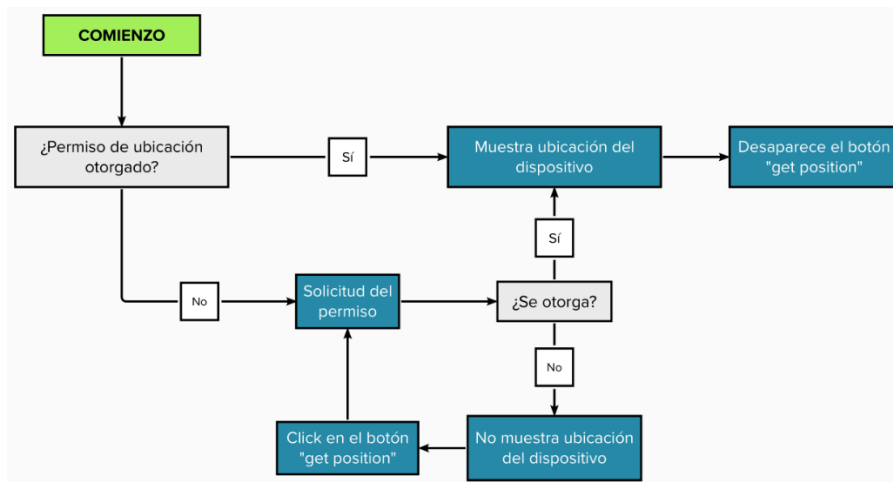 COMIENZO
¿Permiso de ubicación
otorgado?
Sí
Muestra ubicación del
dispositivo
Desaparece el botón
"get position"
Sí
No
Solicitud del
permiso
¿Se otorga?
No
Click en el botón
"get position"
No muestra ubicación
del dispositivo